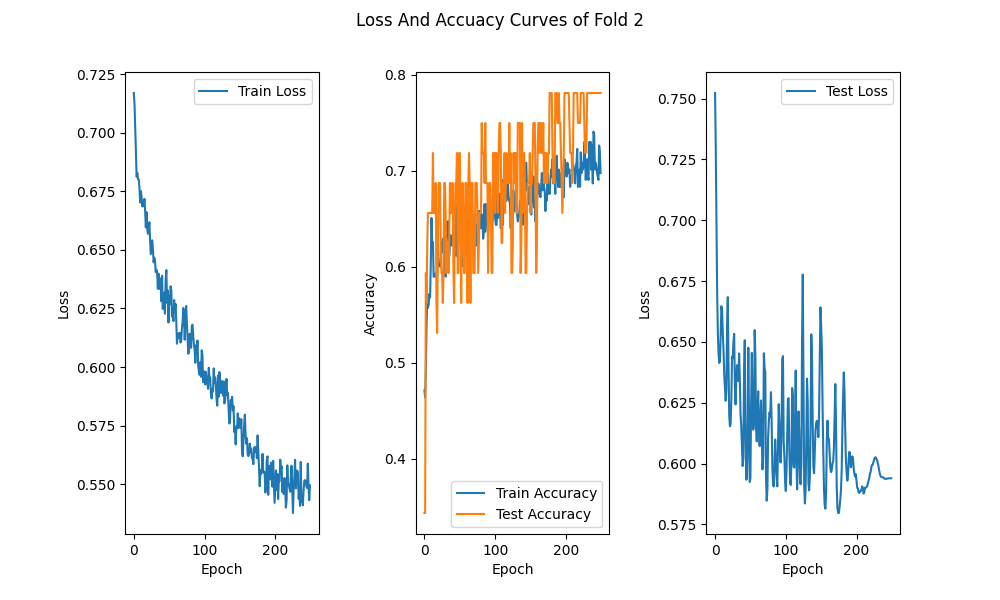 Loss And Accuacy Curves of Fold 2
0.725
0.700
0.675
0.650
0.625
0.600
0.575
0.550
Loss
0
100
200
Epoch
Train Loss
0.8
0.7
0.6
0.5
0.4
Accuracy
0
100
200
Epoch
Train Accuracy
Test Accuracy
0.750
0.725
0.700
0.675
0.650
0.625
0.600
0.575
Loss
0
100
200
Epoch
Test Loss